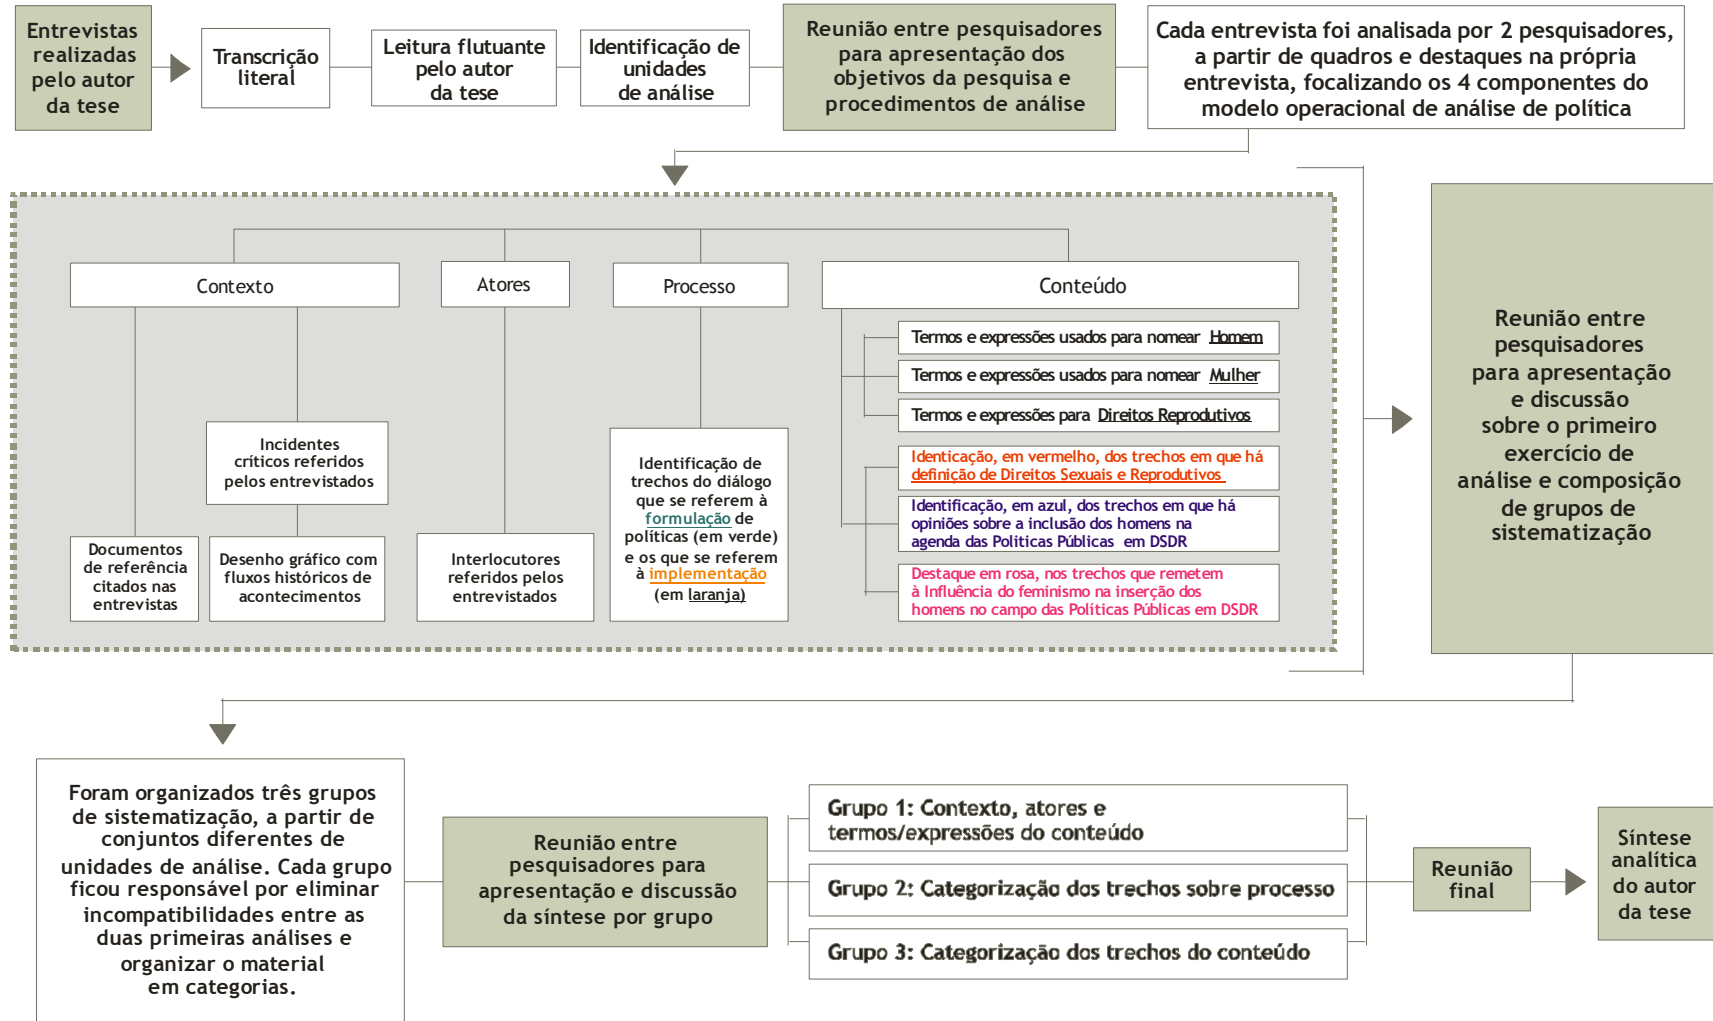 Entrevistas
realizadas
pelo autor
da tese
Transcrição
literal
Leitura flutuante
pelo autor
da tese
Identificação de
unidades
de análise
Reunião entre pesquisadores
para apresentação dos
objetivos da pesquisa e
procedimentos de análise
Cada entrevista foi analisada por 2 pesquisadores,
a partir de quadros e destaques na própria
entrevista, focalizando os 4 componentes do
modelo operacional de análise de política
Contexto
Atores
Processo
Conteúdo
Documentos
de referência
citados nas
entrevistas
Incidentes
críticos referidos
pelos entrevistados
Desenho gráfico com
fluxos históricos de
acontecimentos
Interlocutores
referidos pelos
entrevistados
Identificação de
trechos do diálogo
que se referem à
formulação de
políticas (em verde)
e os que se referem
à implementação
(em laranja)
Termos e expressões usados para nomear Homem
Termos e expressões usados para nomear Mulher
Termos e expressões para Direitos Reprodutivos
Identicação, em vermelho, dos trechos em que há
definição de Direitos Sexuais e Reprodutivos
Identificação, em azul, dos trechos em que há
opiniões sobre a inclusão dos homens na
agenda das Politicas Públicas em DSDR
Destaque em rosa, nos trechos que remetem
à Influência do feminismo na inserção dos
homens no campo das Políticas Públicas em DSDR
Reunião entre
pesquisadores
para apresentação
e discussão
sobre o primeiro
exercício de
análise e composição
de grupos de
sistematização
Foram organizados três grupos
de sistematização, a partir de
conjuntos diferentes de
unidades de análise. Cada grupo
ficou responsável por eliminar
incompatibilidades entre as
duas primeiras análises e
organizar o material
em categorias.
Reunião entre
pesquisadores para
apresentação e discussão
da síntese por grupo
Grupo 1: Contexto, atores e
termos/expressões do conteúdo
Grupo 2: Categorização dos trechos sobre processo
Grupo 3: Categorização dos trechos do conteúdo
Reunião
final
Síntese
analítica
do autor
da tese